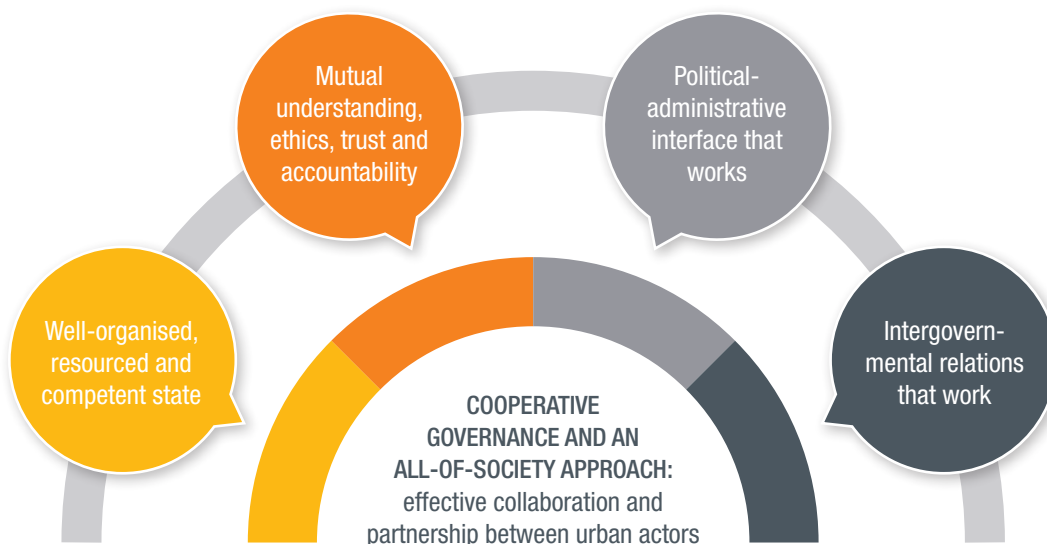 Mutual
understanding,
ethics, trust and
accountability
Political-
administrative
interface that
works
Well-organised,
resourced and
competent state
Intergovern-
mental relations
that work
COOPERATIVE
GOVERNANCE AND AN
ALL-OF-SOCIETY APPROACH:
effective collaboration and
partnership between urban actors